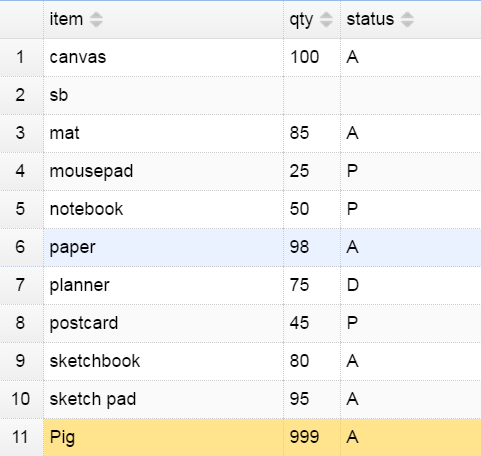 item qty status
1 canvas 100 A
2 sb
3 mat 85 A
4 mousepad 25 P
5 notebook 50 P
6 paper 98 A
7 planner 75 D
8 postcard 45 P
9 sketchbook 80 A
10 sketch pad 95 A
11 Pig 999 A